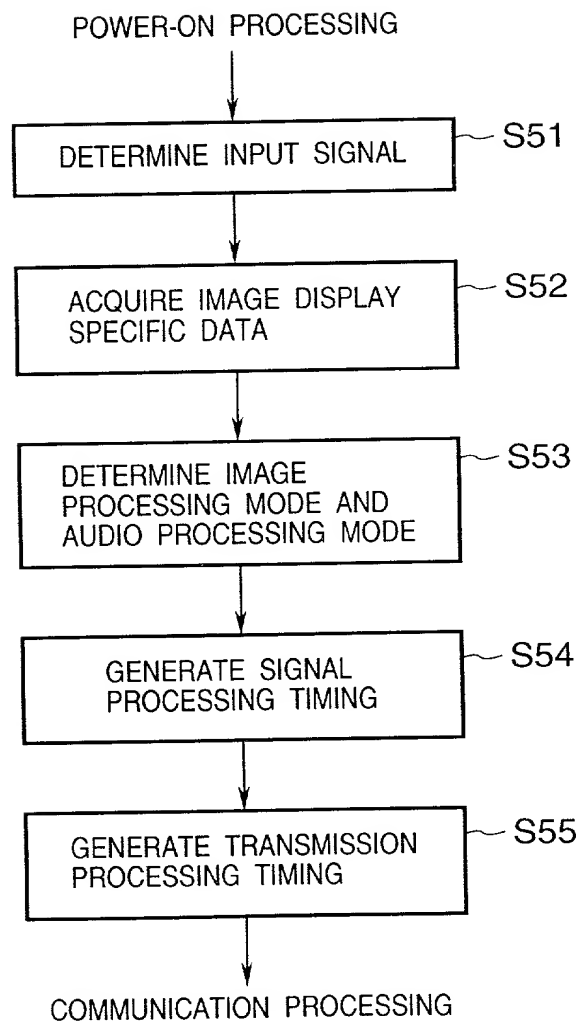 POWER-ON PROCESSING
DETERMINE INPUT SIGNAL
S51
ACQUIRE IMAGE DISPLAY
SPECIFIC DATA
S52
DETERMINE IMAGE
PROCESSING MODE AND
AUDIO PROCESSING MODE
S53
GENERATE SIGNAL
PROCESSING TIMING
S54
GENERATE TRANSMISSION
PROCESSING TIMING
S55
COMMUNICATION PROCESSING